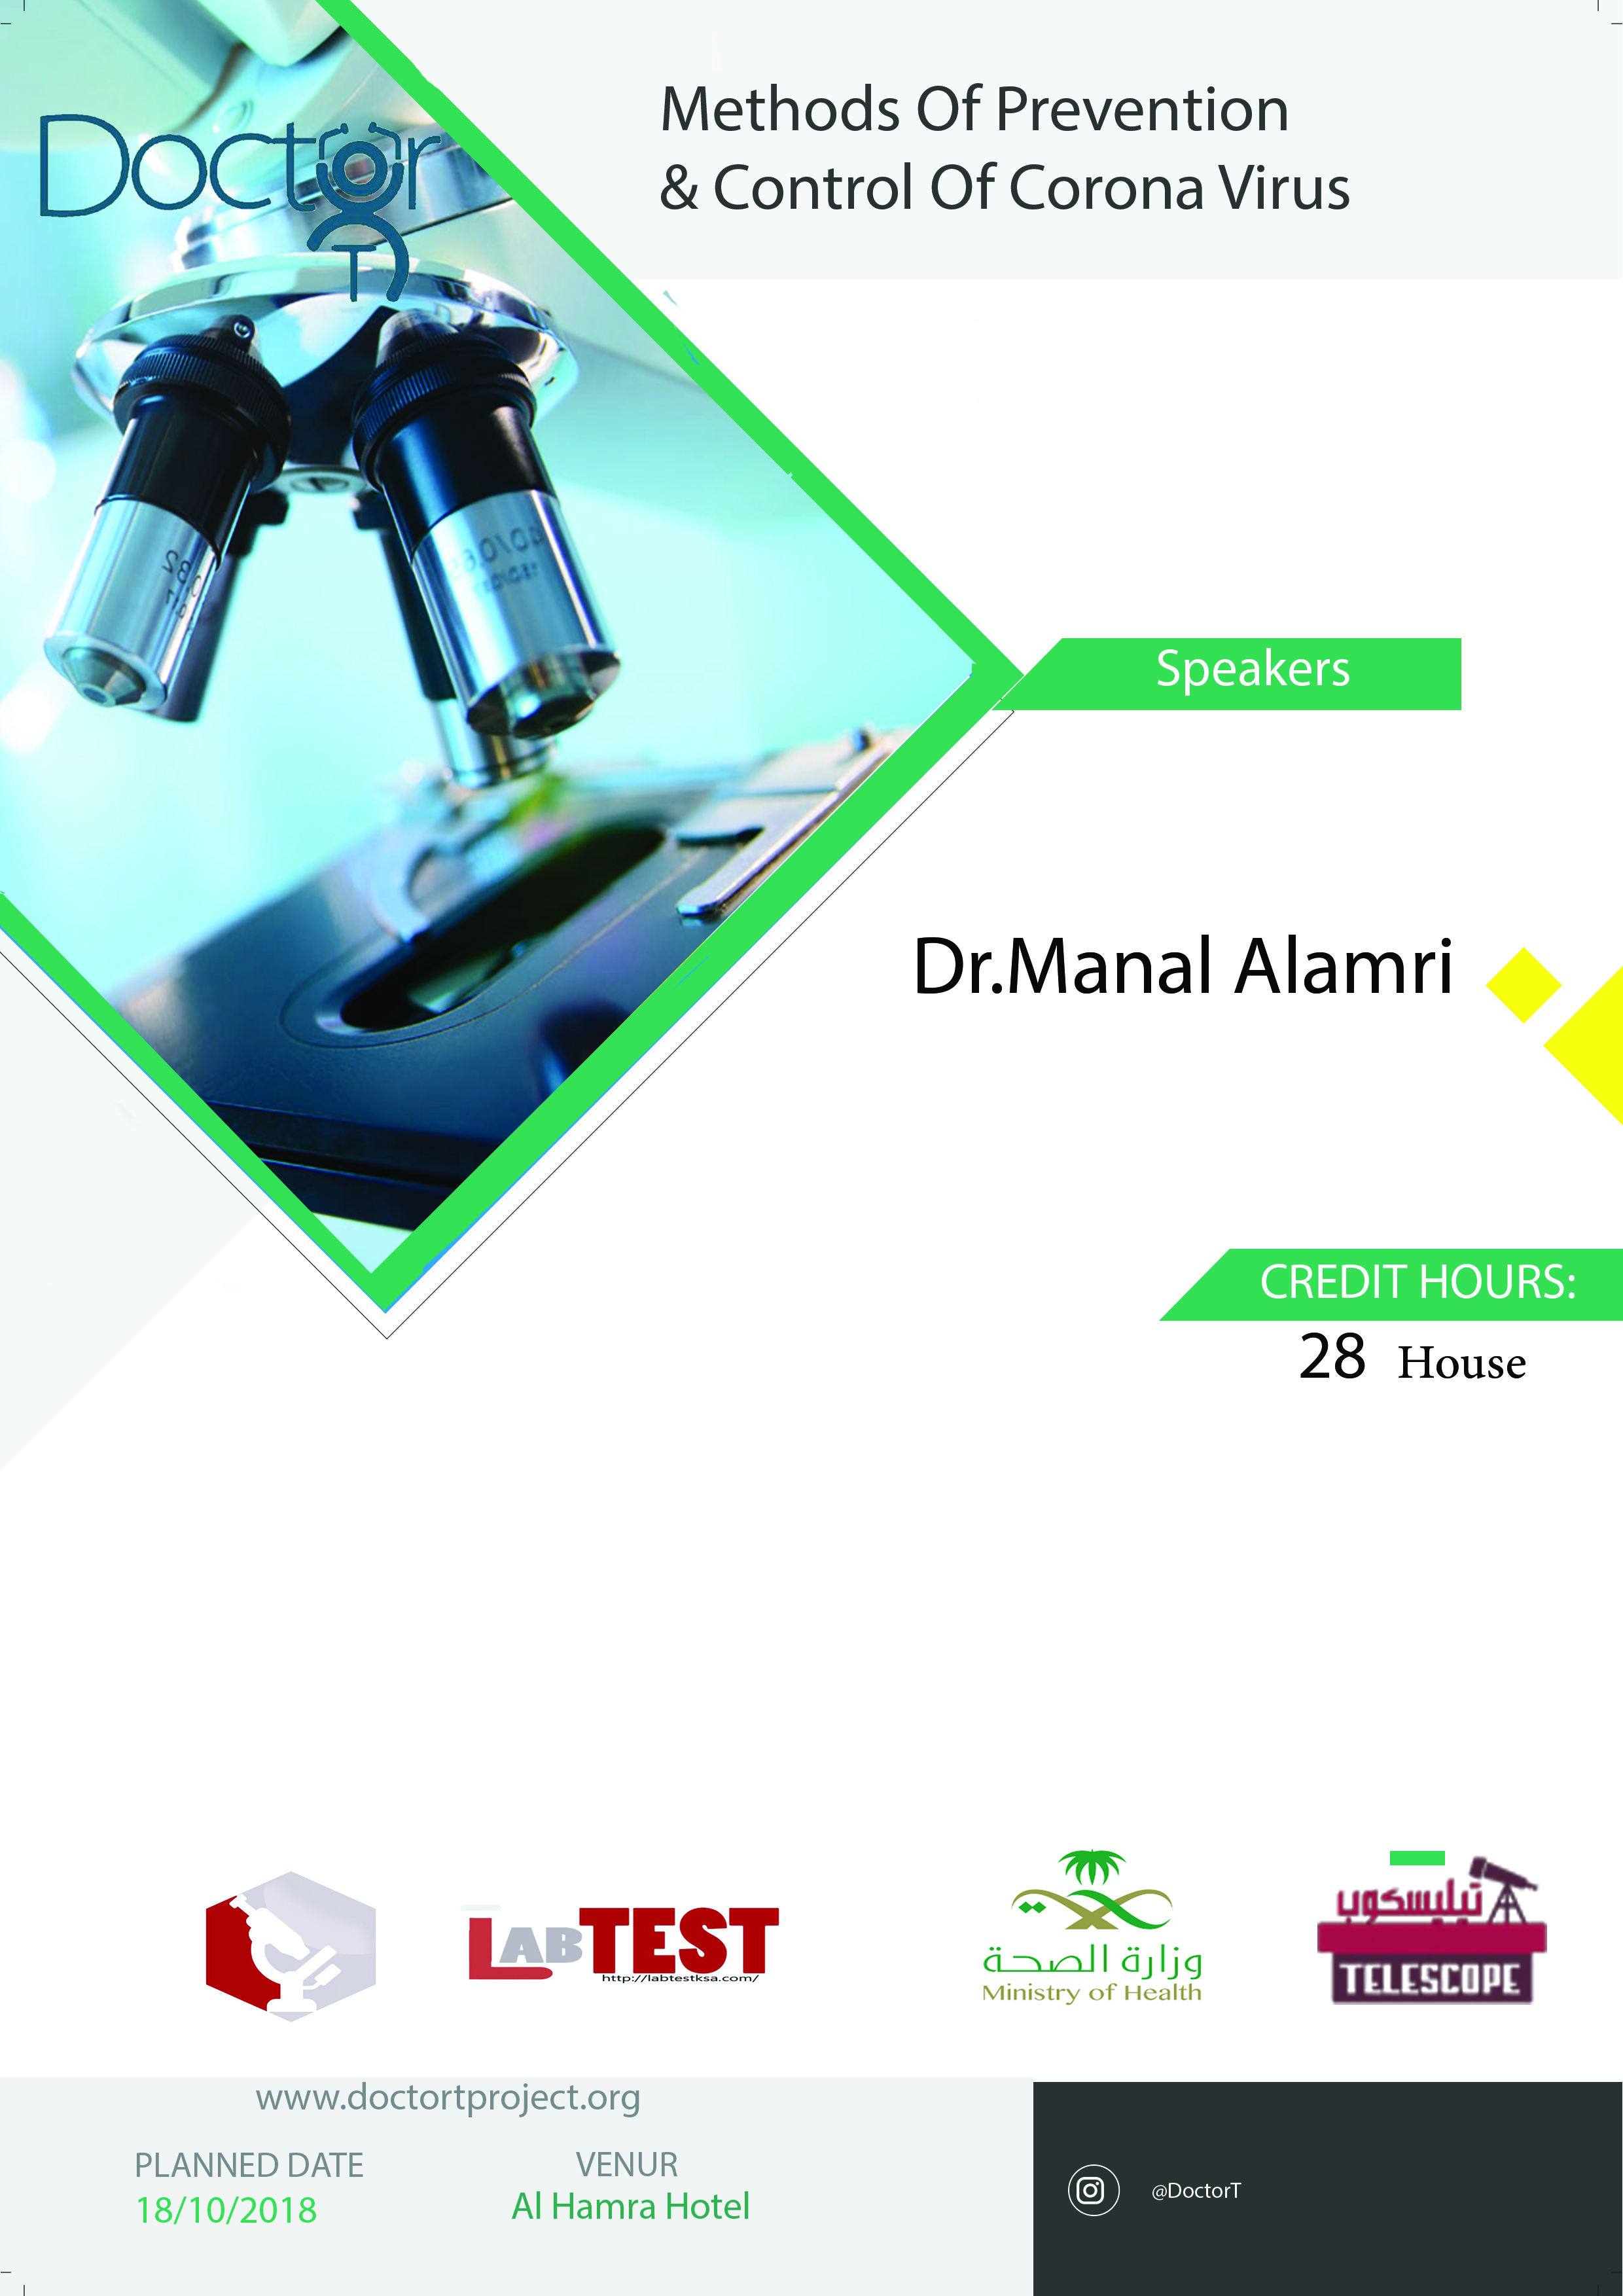 Doctor
T
Methods Of Prevention
& Control Of Corona Virus
Speakers
Dr.Manal Alamri
CREDIT HOURS:
28 House
LABTEST
http://labtestksa.com/
وزارة الصحة
Ministry of Health
تيليسكوب
TELESCOPE
www.doctortproject.org
PLANNED DATE
18/10/2018
VENUR
Al Hamra Hotel
@DoctorT